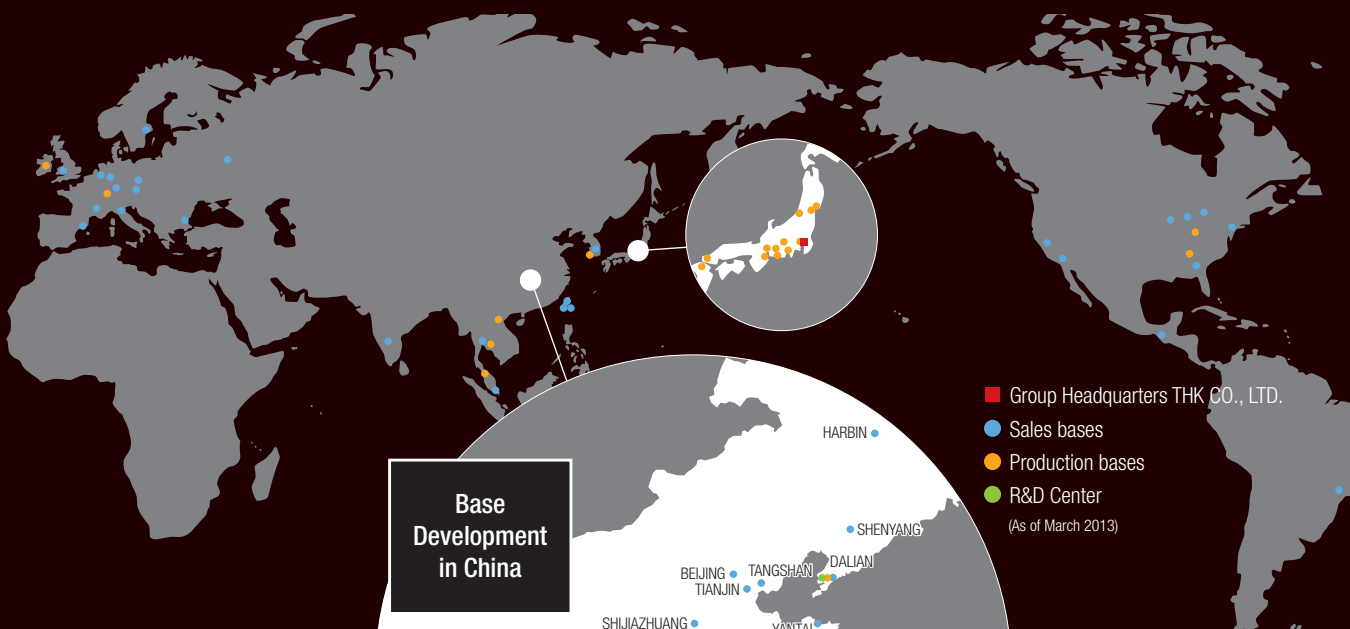 HARBIN
Group Headquarters THK CO., LTD.
Sales bases
Production bases
R&D Center
(As of March 2013)
Base
Development
in China
SHENYANG
DALIAN
TANGSHAN
BEIJING
TIANJIN
SHIJIAZHUANG
YANTAI